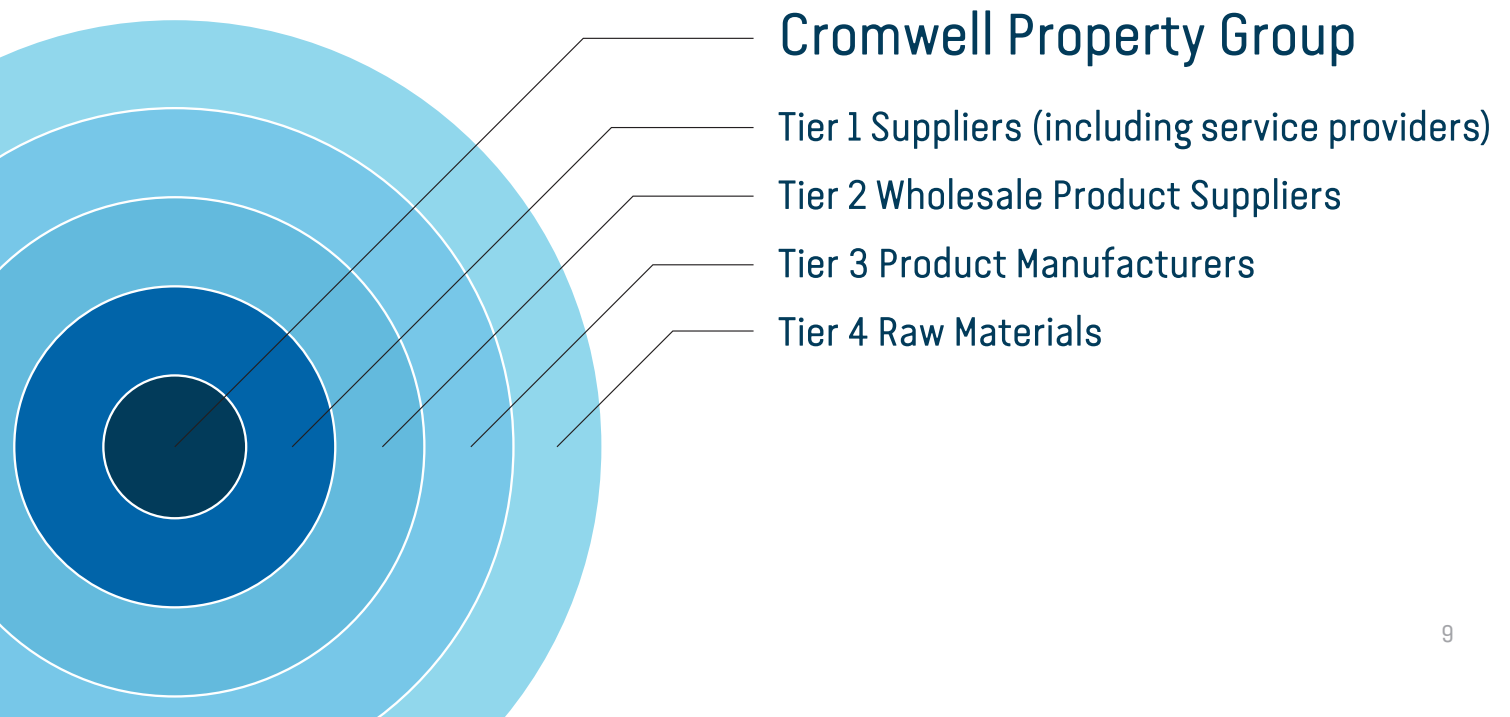 Cromwell Property Group
Tier 1 Suppliers (including service providers)
Tier 2 Wholesale Product Suppliers
Tier 3 Product Manufacturers
Tier 4 Raw Materials
9